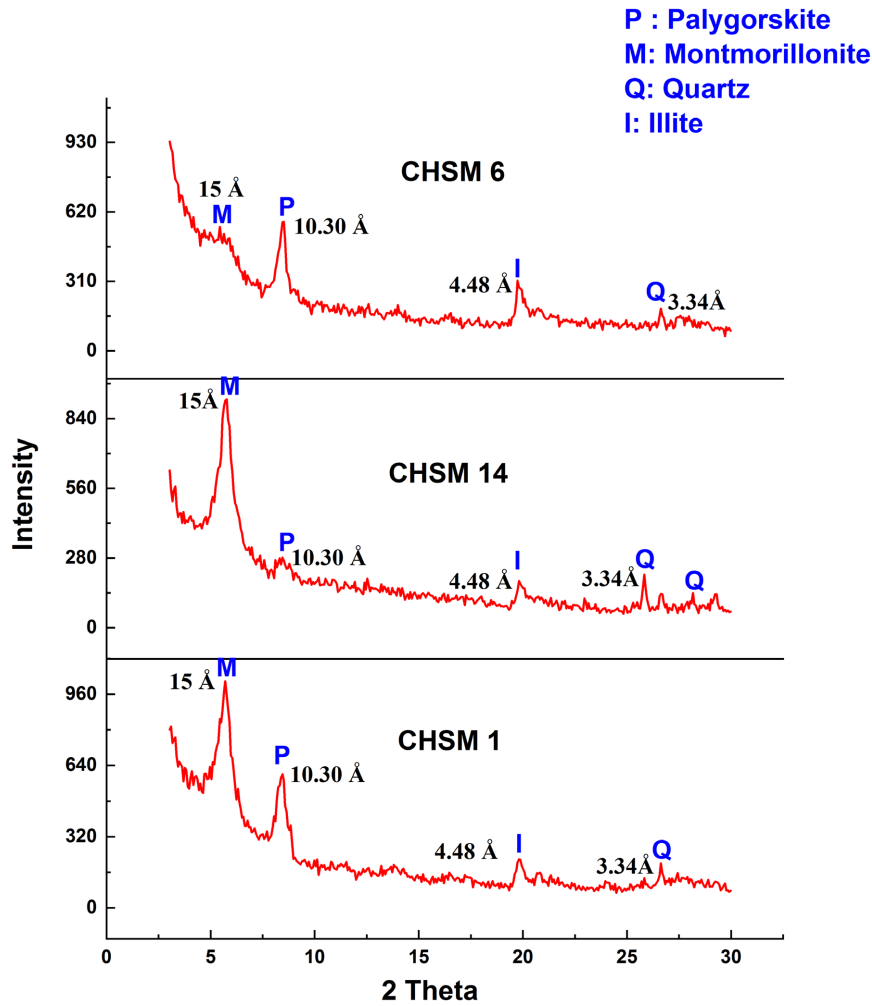 P : Palygorskite
M: Montmorillonite
Q: Quartz
I: Illite
930
620
310
0
CHSM 6
15 Å
M
P
10.30 Å
4.48 Å
I
Q
3.34Å
840
560
280
0
CHSM 14
15Å
M
P
10.30 Å
4.48 Å
I
3.34Å
Q
Q
960
640
320
0
CHSM 1
15 Å
M
P
10.30 Å
4.48 Å
I
3.34Å
Q
Intensity
0 5 10 15 20 25 30
2 Theta